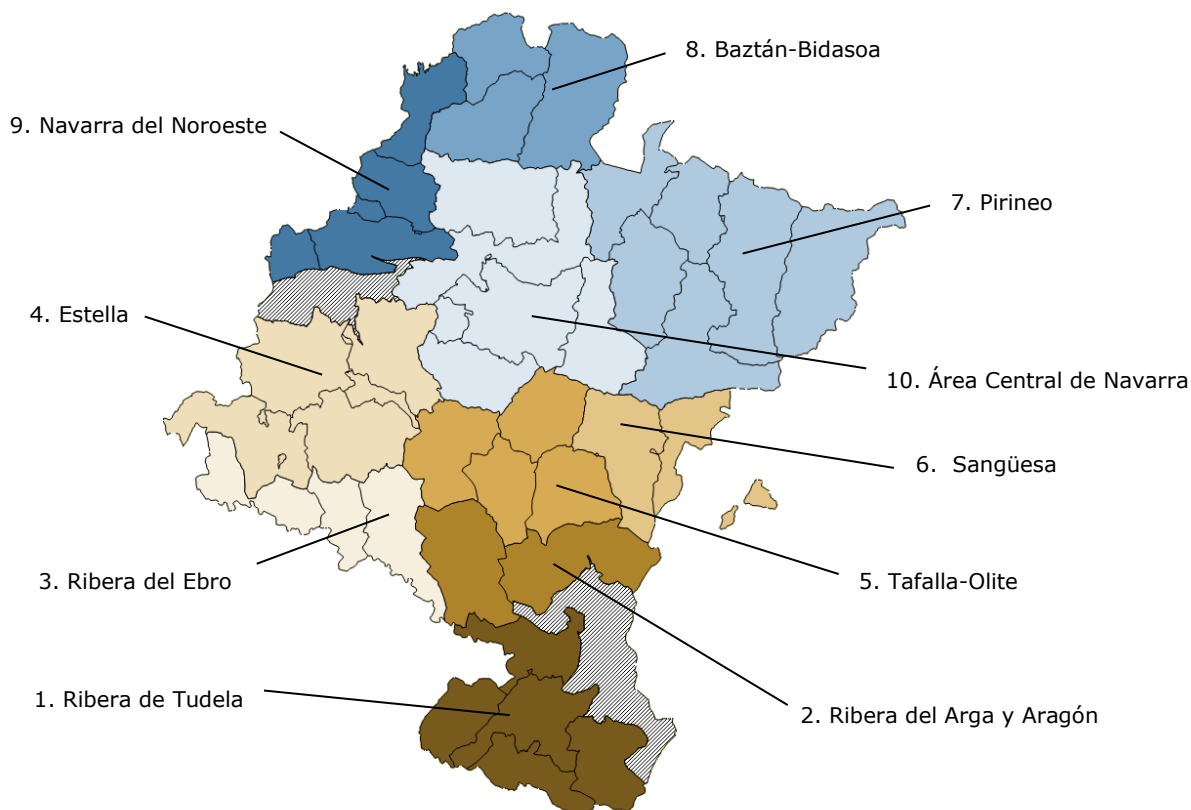 8. Baztán-Bidasoa
9. Navarra del Noroeste
7. Pirineo
4. Estella
10. Área Central de Navarra
6. Sangüesa
3. Ribera del Ebro
5. Tafalla-Olite
1. Ribera de Tudela
2. Ribera del Arga y Aragón